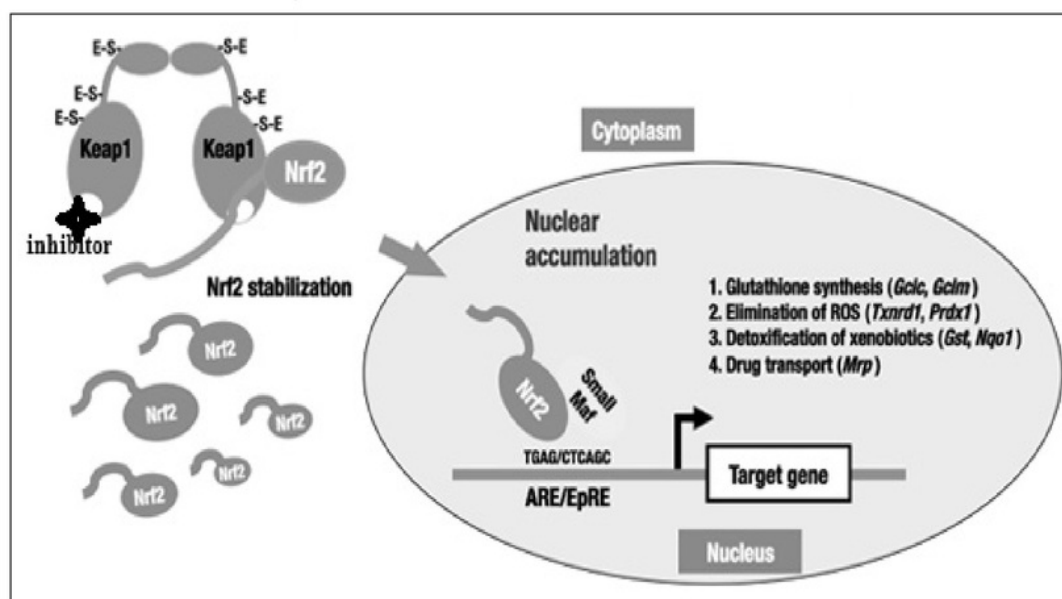 E-S-
-S-E
E-S-
-S-E
E-S-
-S-E
Keap1
Keap1
Nrf2
inhibitor
Nrf2 stabilization
Nrf2
Nrf2
Nrf2
Nrf2
Nrf2
Cytoplasm
Nuclear
accumulation
1. Glutathione synthesis (Gclc, Gclm)
2. Elimination of ROS (Txnrd1, Prdx1)
3. Detoxification of xenobiotics (Gst, Nqo1)
4. Drug transport (Mrp)
Nrf2
Small
Maf
TGAG/CTCAGC
ARE/EpRE
Target gene
Nucleus